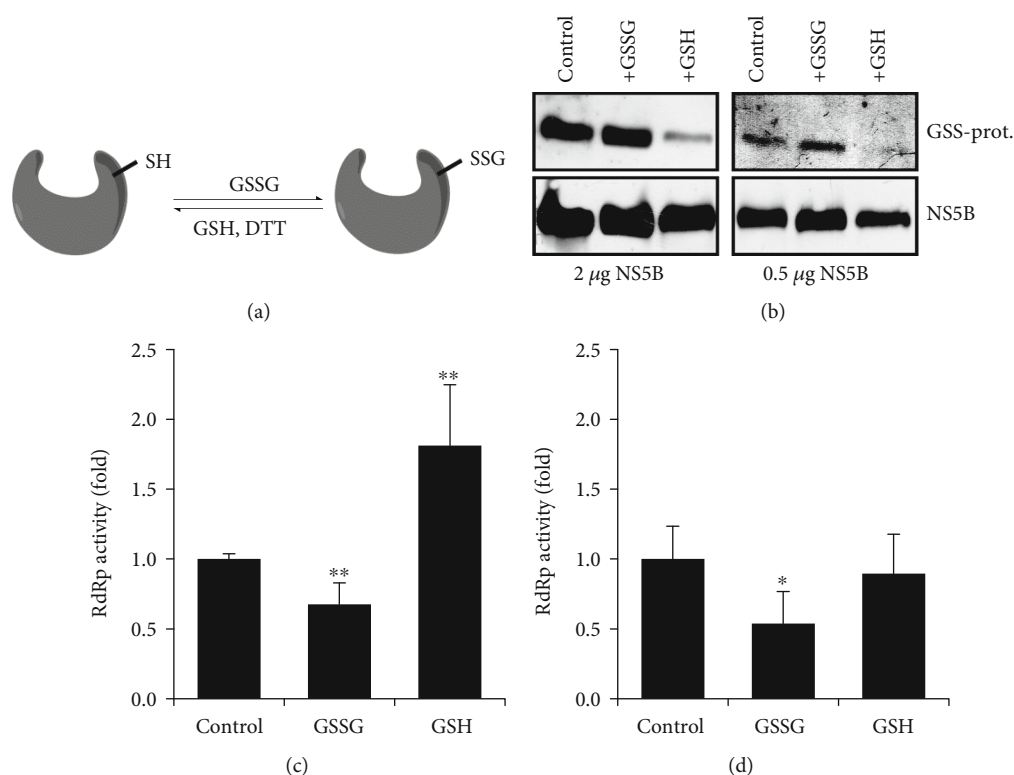 SH
GSSG
GSH, DTT
SSG
(a)
Control
+GSSG
+GSH
Control
+GSSG
+GSH
GSS-prot.
NS5B
2 μg NS5B
0.5 μg NS5B
(b)
RdRp activity (fold)
2.5
2.0
1.5
1.0
0.5
0.0
**
**
Control
GSSG
GSH
(c)
RdRp activity (fold)
2.5
2.0
1.5
1.0
0.5
0.0
*
Control
GSSG
GSH
(d)